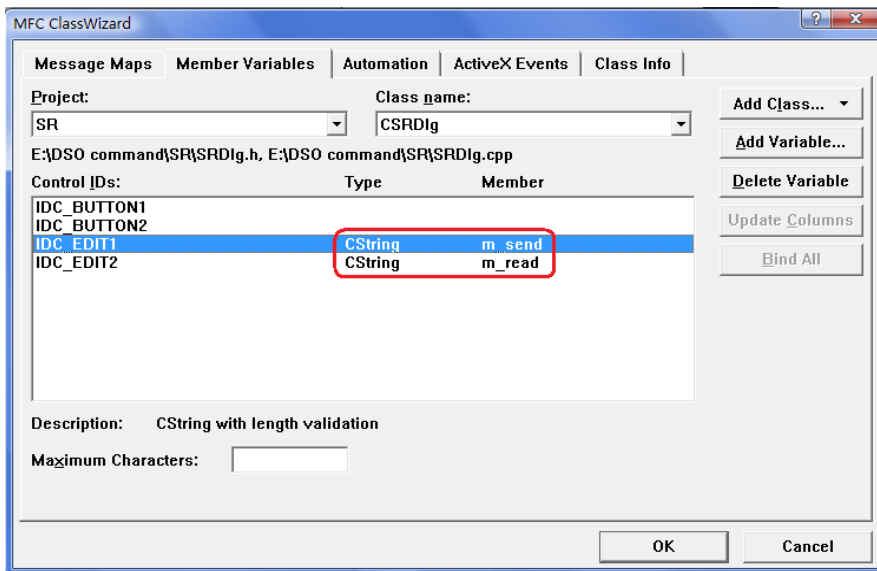 MFC ClassWizard
Message Maps Member Variables Automation ActiveX Events Class Info
Project: Class name:
SR CSRDlg
E:\DSO command\SR\SRDlg.h, E:\DSO command\SR\SRDlg.cpp
Control IDs: Type Member
IDC_BUTTON1
IDC_BUTTON2
IDC_EDIT1 CString m_send
IDC_EDIT2 CString m_read
Add Class...
Add Variable...
Delete Variable
Update Columns
Bind All
Description: CString with length validation
Maximum Characters:
OK Cancel